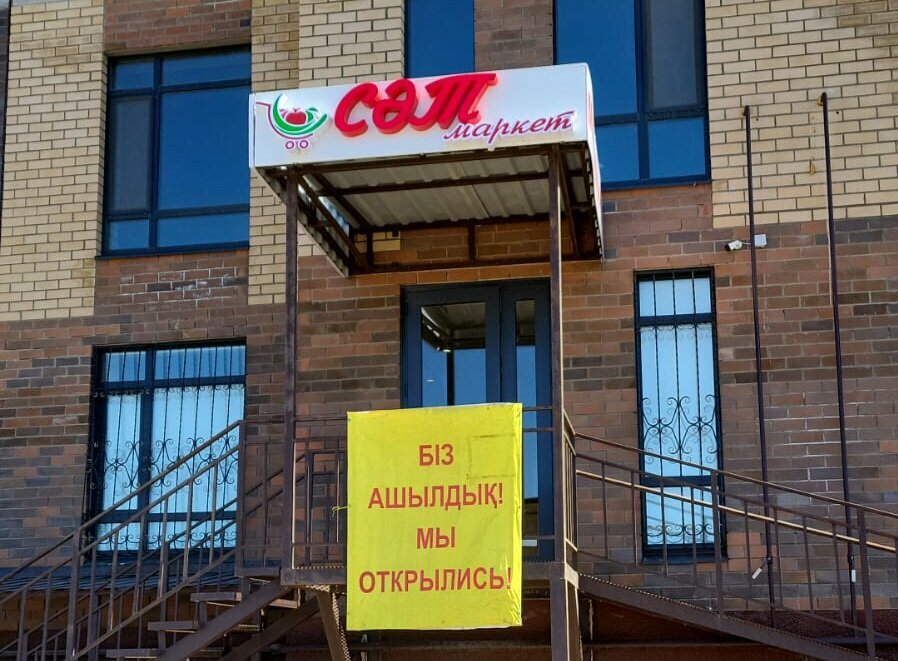 СӘТ
маркет
БІЗ
АШЫЛДЫҚ!
МЫ
ОТКРЫЛИСЬ!